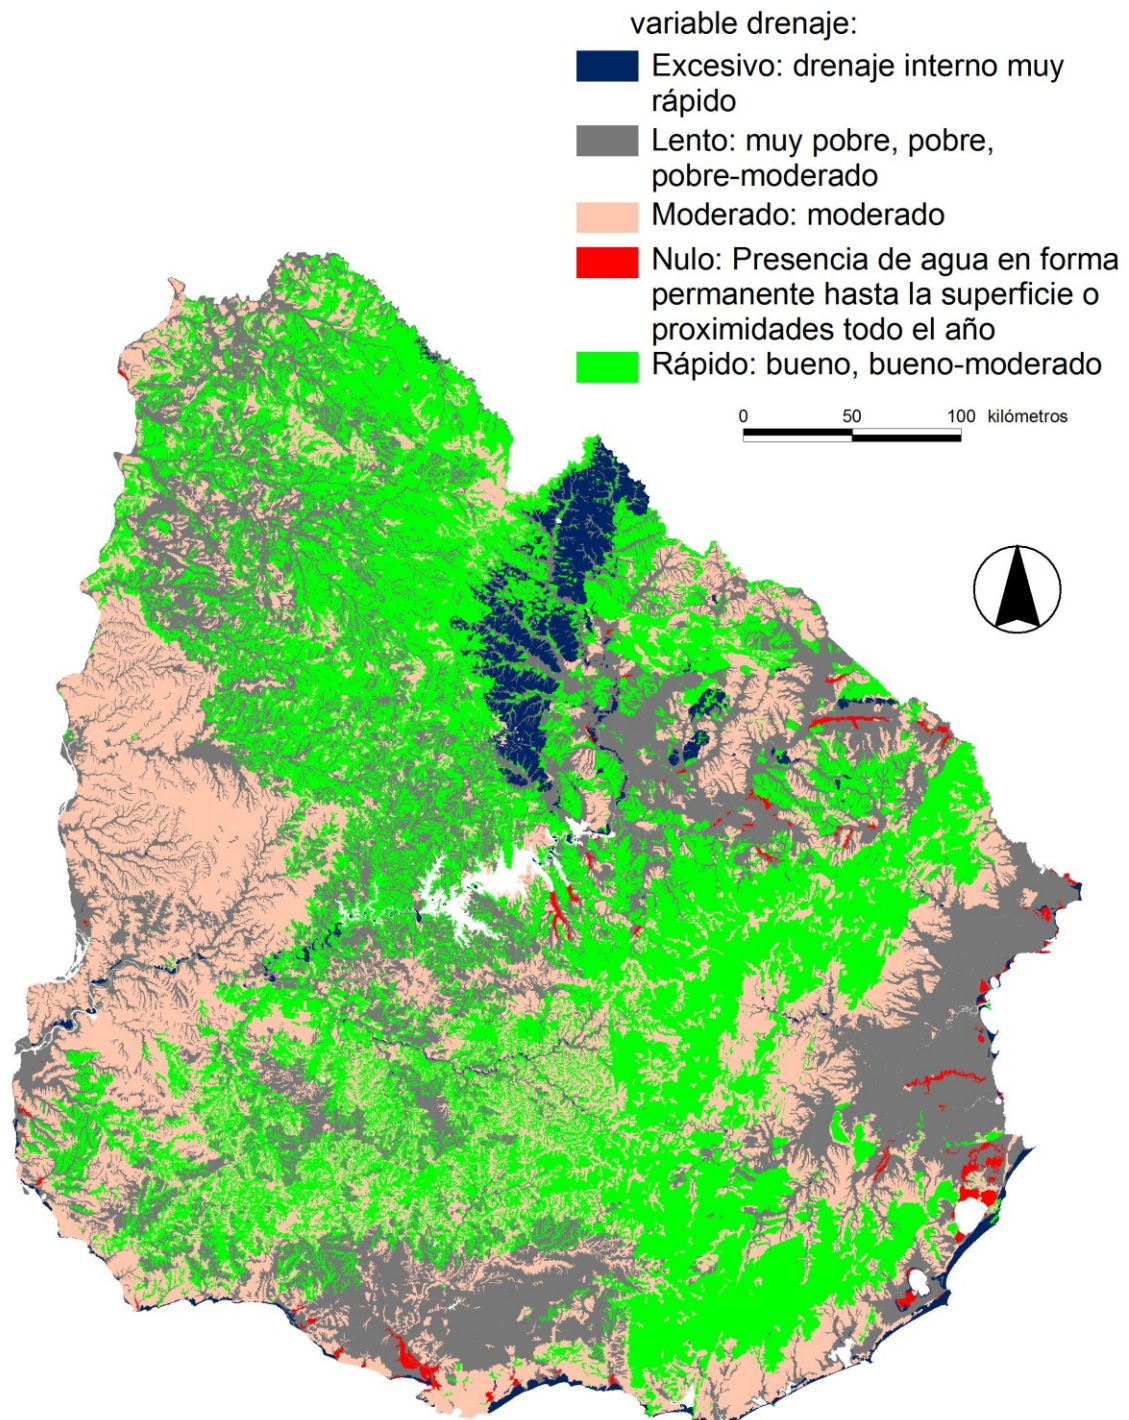 variable drenaje:
Excesivo: drenaje interno muy
rápido
Lento: muy pobre, pobre,
pobre-moderado
Moderado: moderado
Nulo: Presencia de agua en forma
permanente hasta la superficie o
proximidades todo el año
Rápido: bueno, bueno-moderado
0 50 100 kilómetros